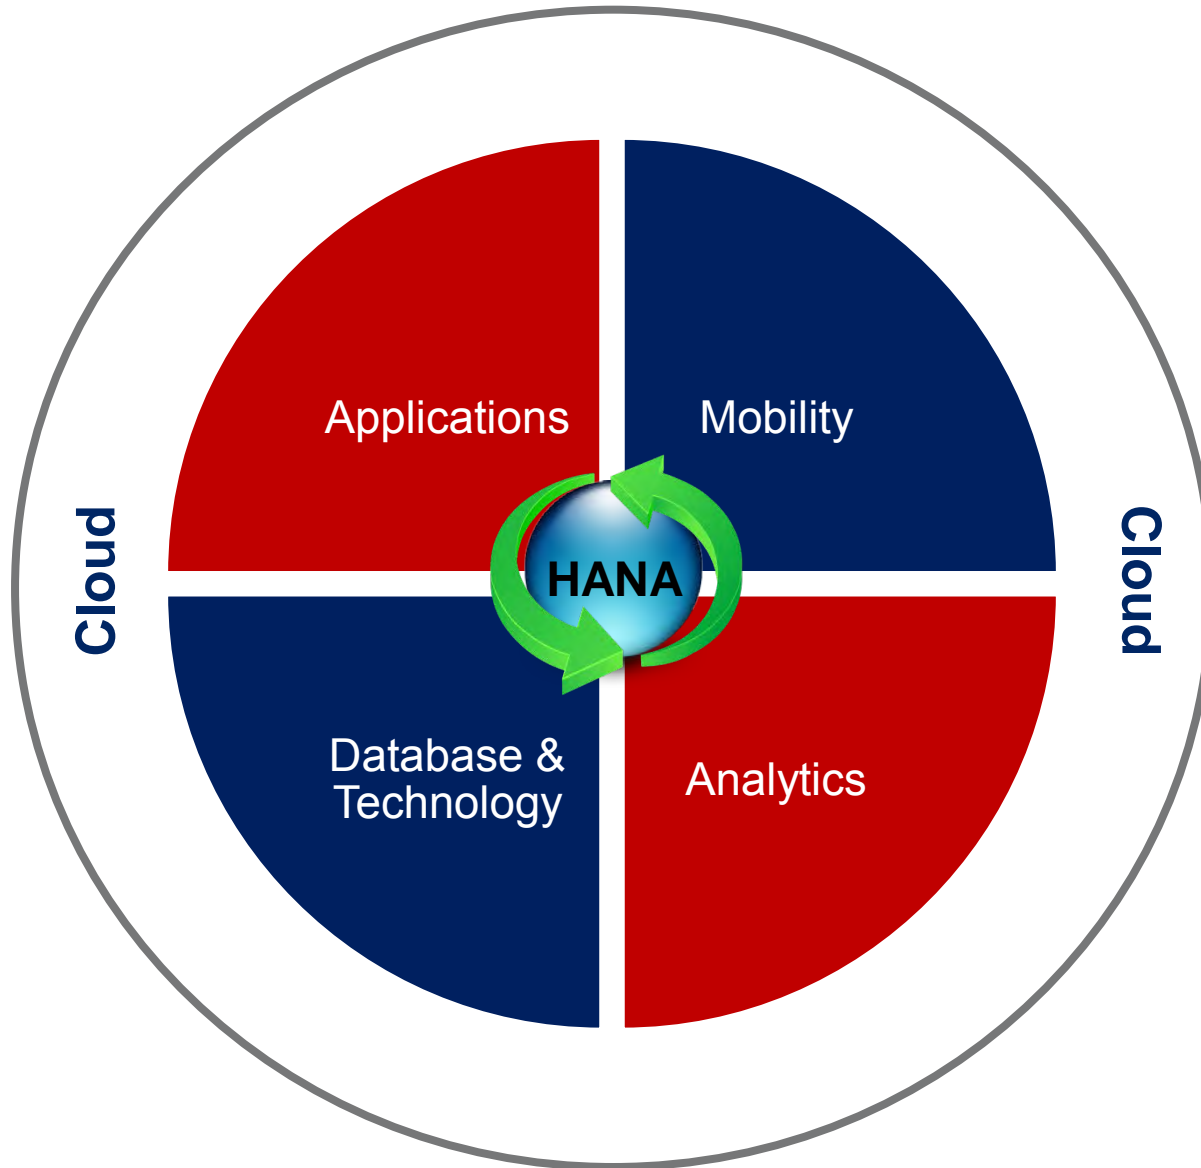 Applications
Mobility
Cloud
HANA
Cloud
Database &
Technology
Analytics